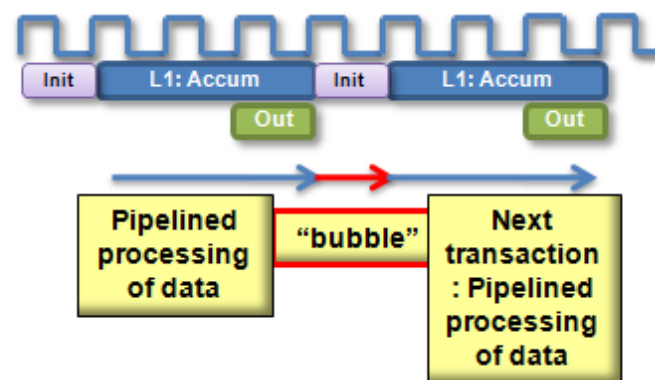 Init
L1: Accum
Init
L1: Accum
Out
Out
Pipelined
processing
of data
“bubble”
Next
transaction
: Pipelined
processing
of data